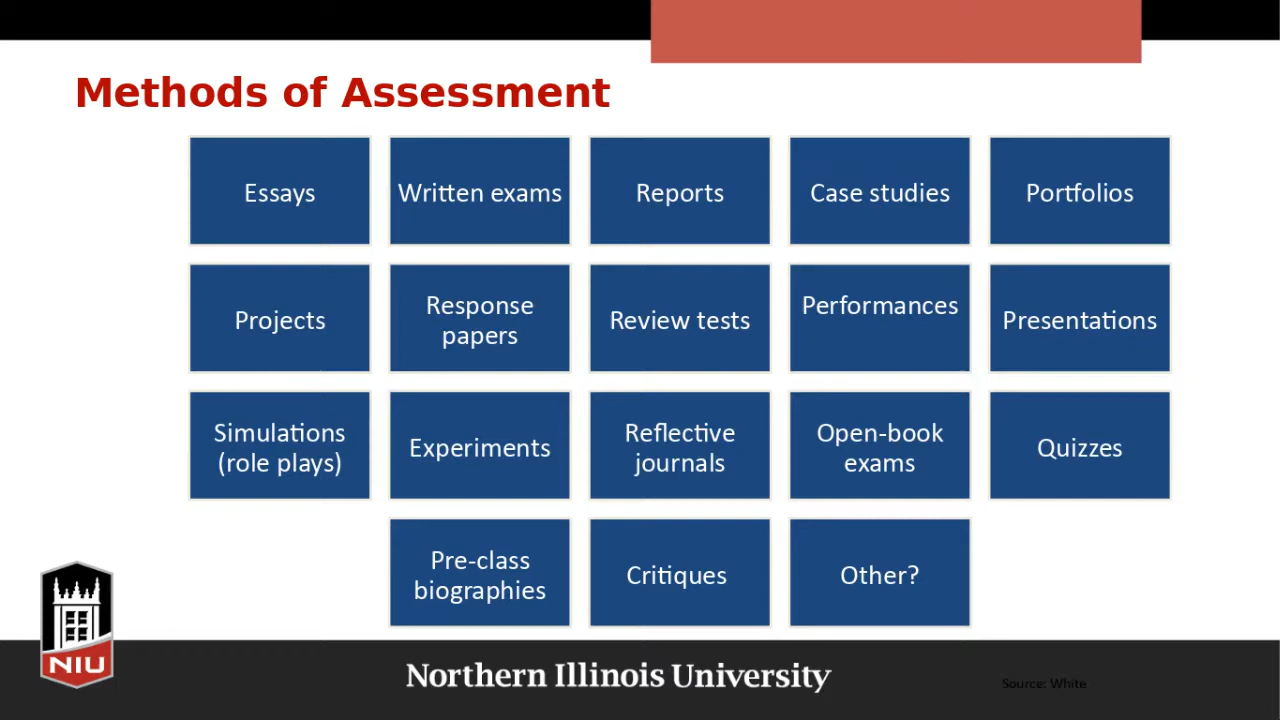 Methods of Assessment
Essays
Written exams
Reports
Case studies
Portfolios
Projects
Response
papers
Review tests
Performances
Presentations
Simulations
(role plays)
Experiments
Reflective
journals
Open-book
exams
Quizzes
Pre-class
biographies
Critiques
Other?
NIU
Northern Illinois University
Source: White